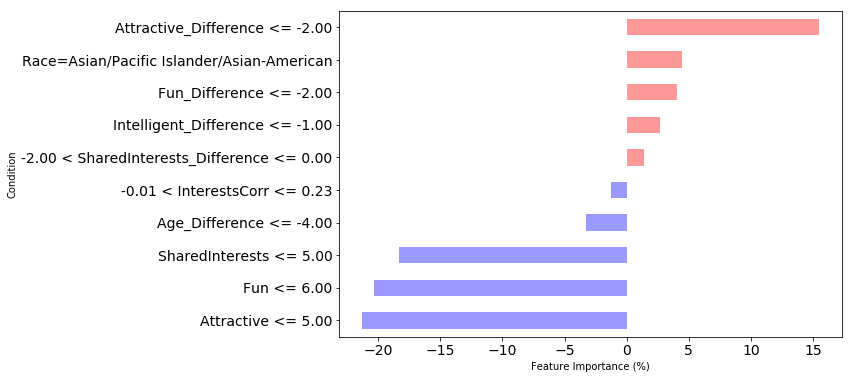 Attractive_Difference <= -2.00
Race=Asian/Pacific Islander/Asian-American
Fun_Difference <= -2.00
Intelligent_Difference <= -1.00
-2.00 < SharedInterests_Difference <= 0.00
-0.01 < InterestsCorr <= 0.23
Age_Difference <= -4.00
SharedInterests <= 5.00
Fun <= 6.00
Attractive <= 5.00
Condition
−20 −15 −10 −5 0 5 10 15
Feature Importance (%)